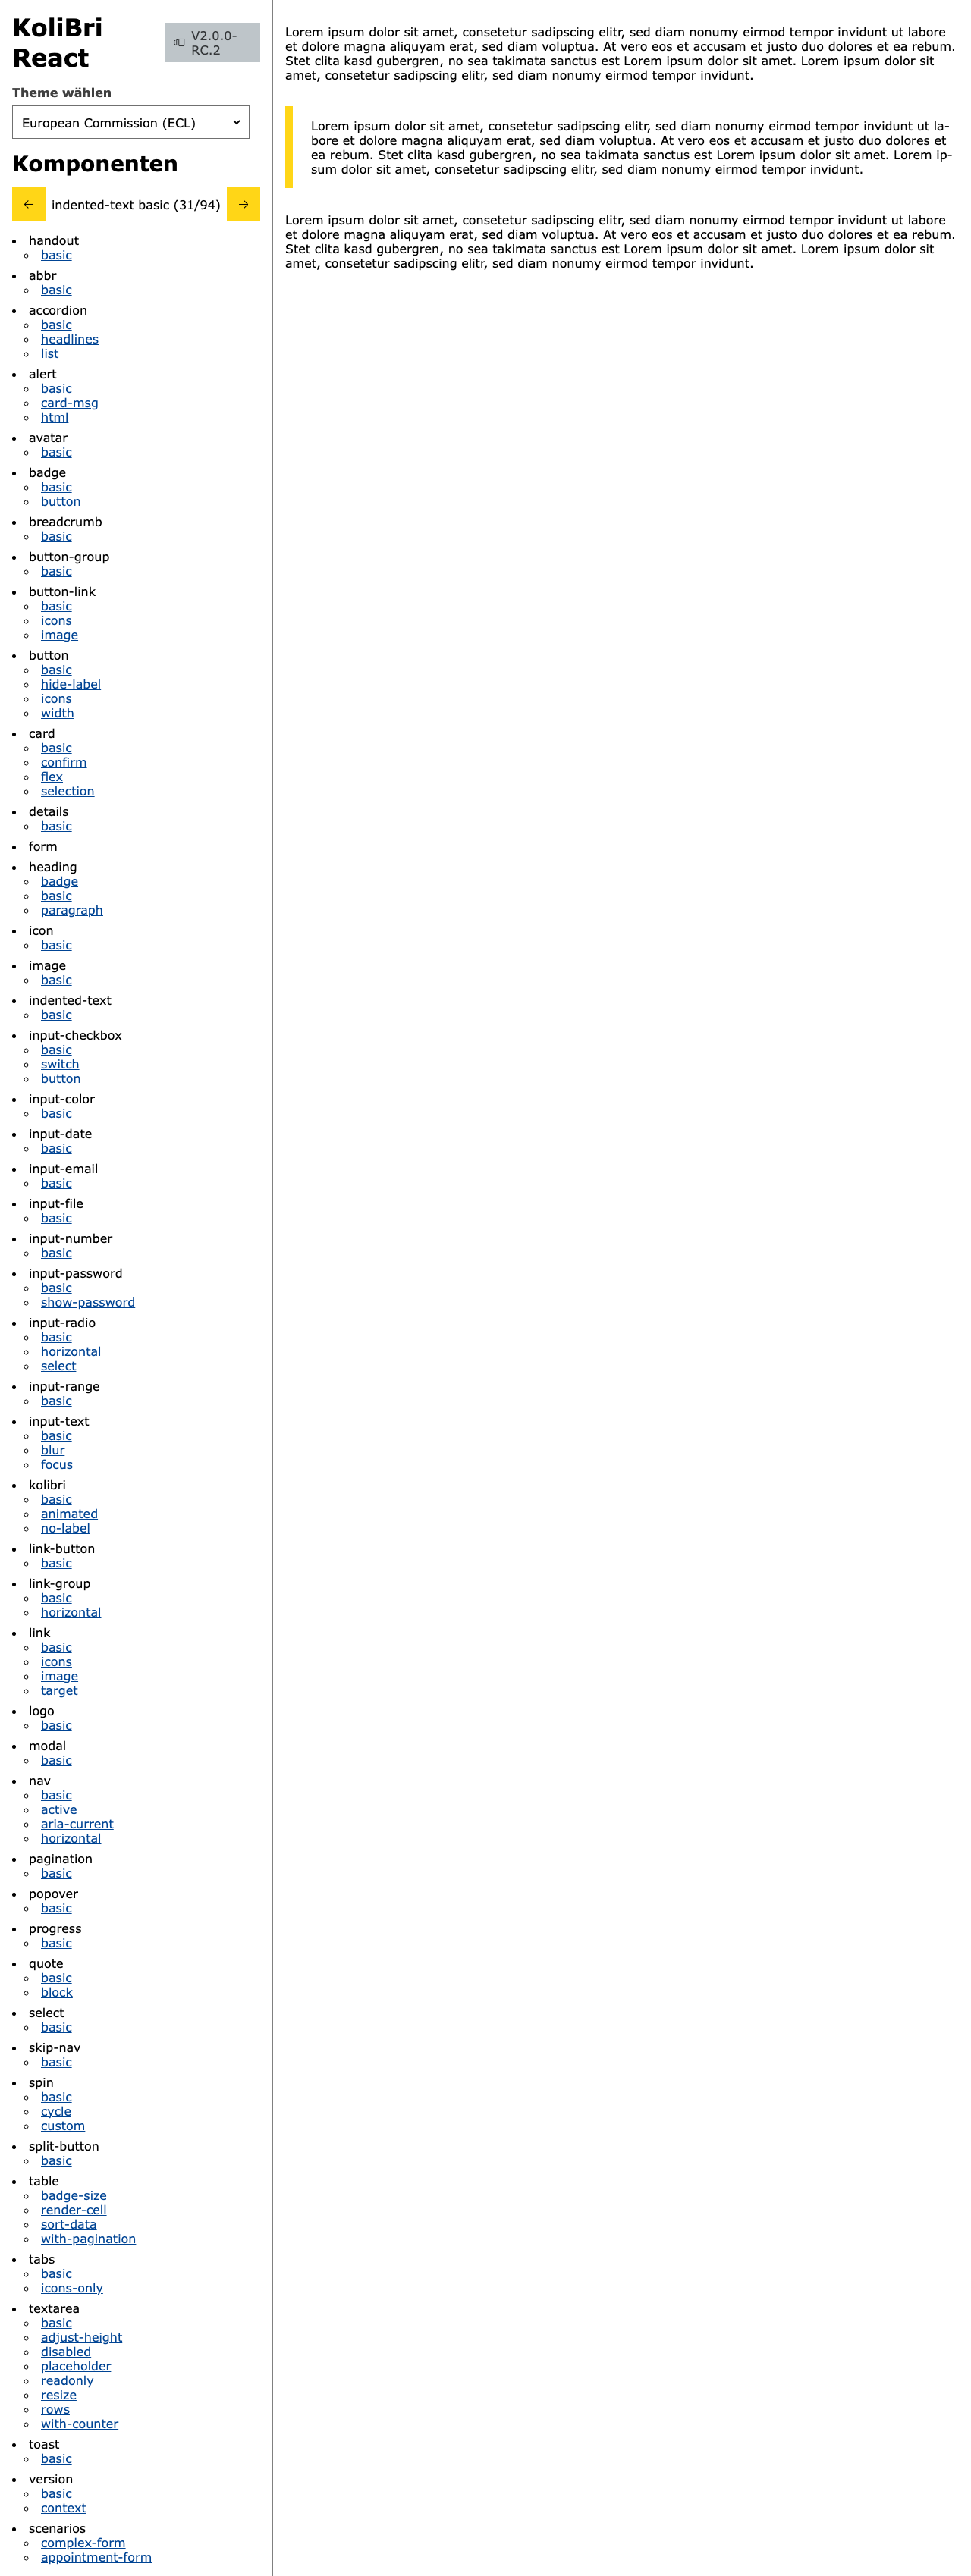 KoliBri
React
V2.0.0-
RC.2
Theme wählen
European Commission (ECL)
Komponenten
indented-text basic (31/94)
handout
basic
abbr
basic
accordion
basic
headlines
list
alert
basic
card-msg
html
avatar
basic
badge
basic
button
breadcrumb
basic
button-group
basic
button-link
basic
icons
image
button
basic
hide-label
icons
width
card
basic
confirm
flex
selection
details
basic
form
heading
badge
basic
paragraph
icon
basic
image
basic
indented-text
basic
input-checkbox
basic
switch
button
input-color
basic
input-date
basic
input-email
basic
input-file
basic
input-number
basic
input-password
basic
show-password
input-radio
basic
horizontal
select
input-range
basic
input-text
basic
blur
focus
kolibri
basic
animated
no-label
link-button
basic
link-group
basic
horizontal
link
basic
icons
image
target
logo
basic
modal
basic
nav
basic
active
aria-current
horizontal
pagination
basic
popover
basic
progress
basic
quote
basic
block
select
basic
skip-nav
basic
spin
basic
cycle
custom
split-button
basic
table
badge-size
render-cell
sort-data
with-pagination
tabs
basic
icons-only
textarea
basic
adjust-height
disabled
placeholder
readonly
resize
rows
with-counter
toast
basic
version
basic
context
scenarios
complex-form
appointment-form
Lorem ipsum dolor sit amet, consetetur sadipscing elitr, sed diam nonumy eirmod tempor invidunt ut labore
et dolore magna aliquyam erat, sed diam voluptua. At vero eos et accusam et justo duo dolores et ea rebum.
Stet clita kasd gubergren, no sea takimata sanctus est Lorem ipsum dolor sit amet. Lorem ipsum dolor sit
amet, consetetur sadipscing elitr, sed diam nonumy eirmod tempor invidunt.
Lorem ipsum dolor sit amet, consetetur sadipscing elitr, sed diam nonumy eirmod tempor invidunt ut la-
bore et dolore magna aliquyam erat, sed diam voluptua. At vero eos et accusam et justo duo dolores et
ea rebum. Stet clita kasd gubergren, no sea takimata sanctus est Lorem ipsum dolor sit amet. Lorem ip-
sum dolor sit amet, consetetur sadipscing elitr, sed diam nonumy eirmod tempor invidunt.
Lorem ipsum dolor sit amet, consetetur sadipscing elitr, sed diam nonumy eirmod tempor invidunt ut labore
et dolore magna aliquyam erat, sed diam voluptua. At vero eos et accusam et justo duo dolores et ea rebum.
Stet clita kasd gubergren, no sea takimata sanctus est Lorem ipsum dolor sit amet. Lorem ipsum dolor sit
amet, consetetur sadipscing elitr, sed diam nonumy eirmod tempor invidunt.